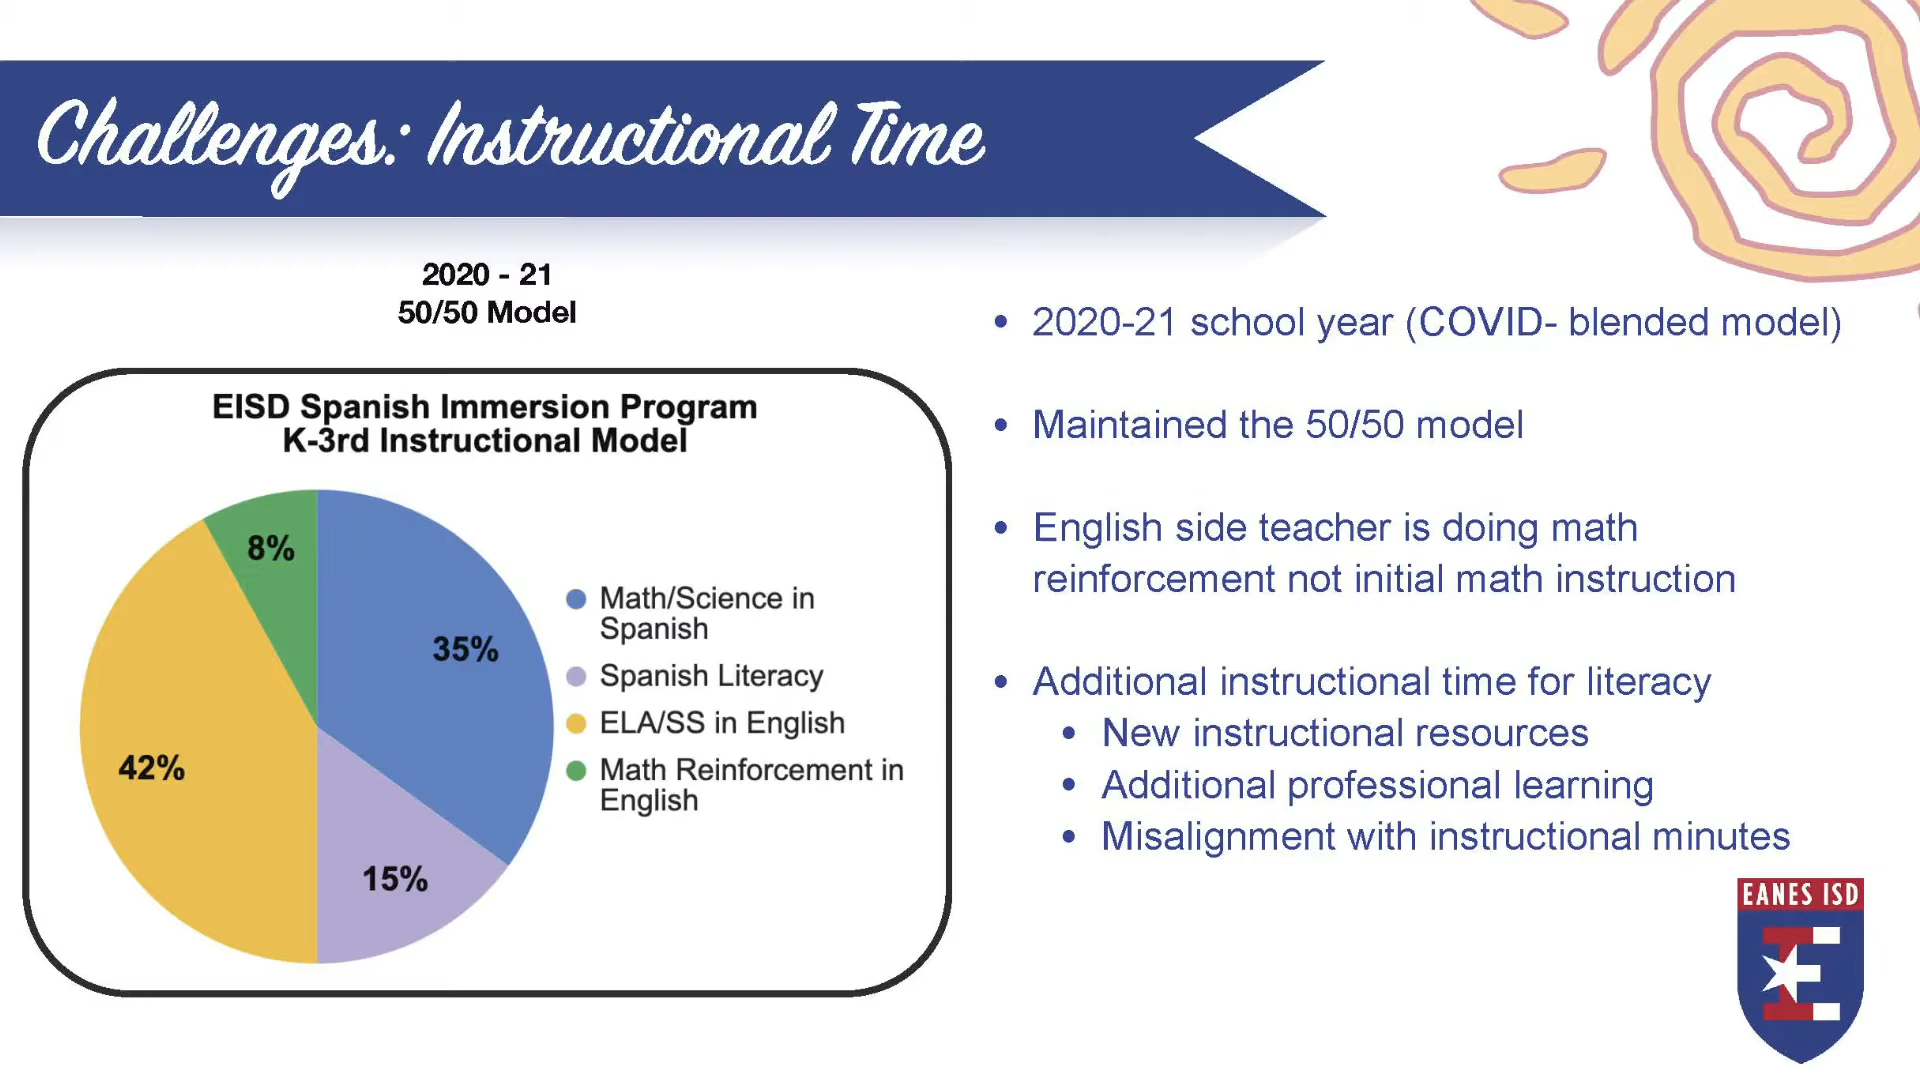 Challenges: Instructional Time
2020 - 21
50/50 Model
EISD Spanish Immersion Program
K-3rd Instructional Model
8%
35%
42%
15%
Math/Science in
Spanish
Spanish Literacy
ELA/SS in English
Math Reinforcement in
English
• 2020-21 school year (COVID- blended model)
• Maintained the 50/50 model
• English side teacher is doing math
reinforcement not initial math instruction
• Additional instructional time for literacy
• New instructional resources
• Additional professional learning
• Misalignment with instructional minutes
EANES ISD
E